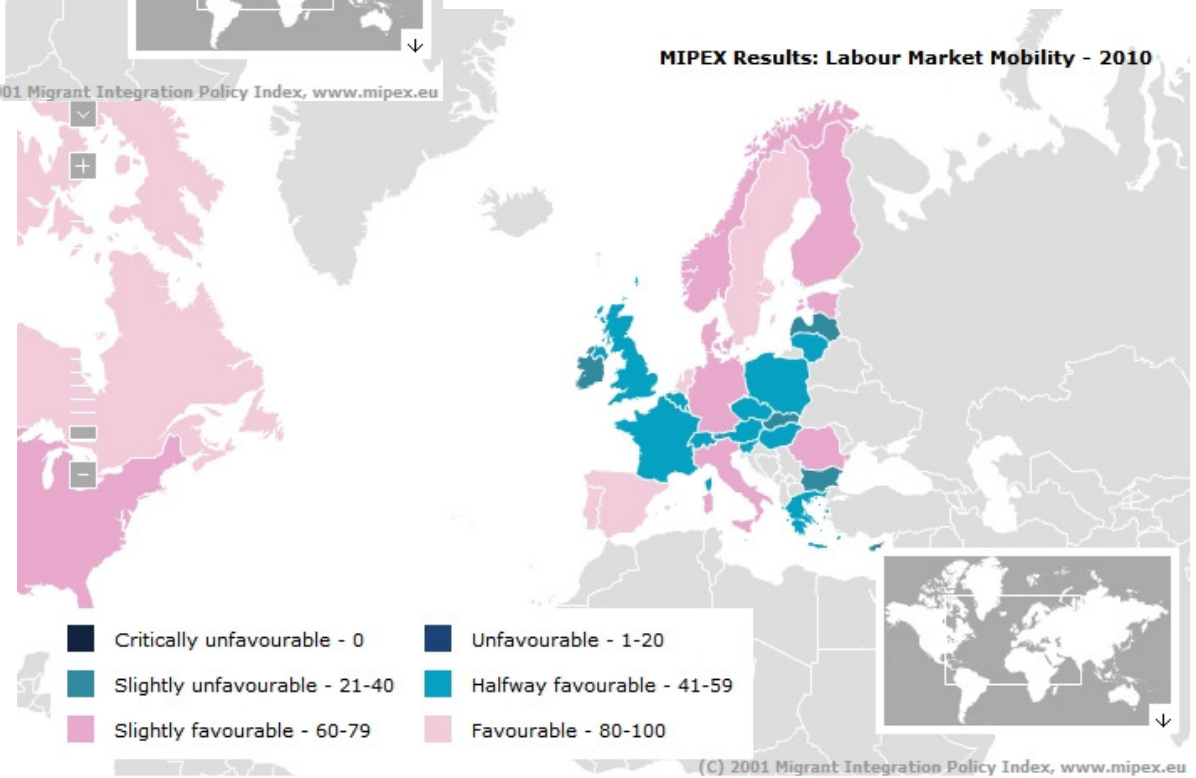 01 Migrant Integration Policy Index, www.mipex.eu
MIPEX Results: Labour Market Mobility - 2010
Critically unfavourable - 0
Unfavourable - 1-20
Slightly unfavourable - 21-40
Halfway favourable - 41-59
Slightly favourable - 60-79
Favourable - 80-100
(C) 2001 Migrant Integration Policy Index, www.mipex.eu